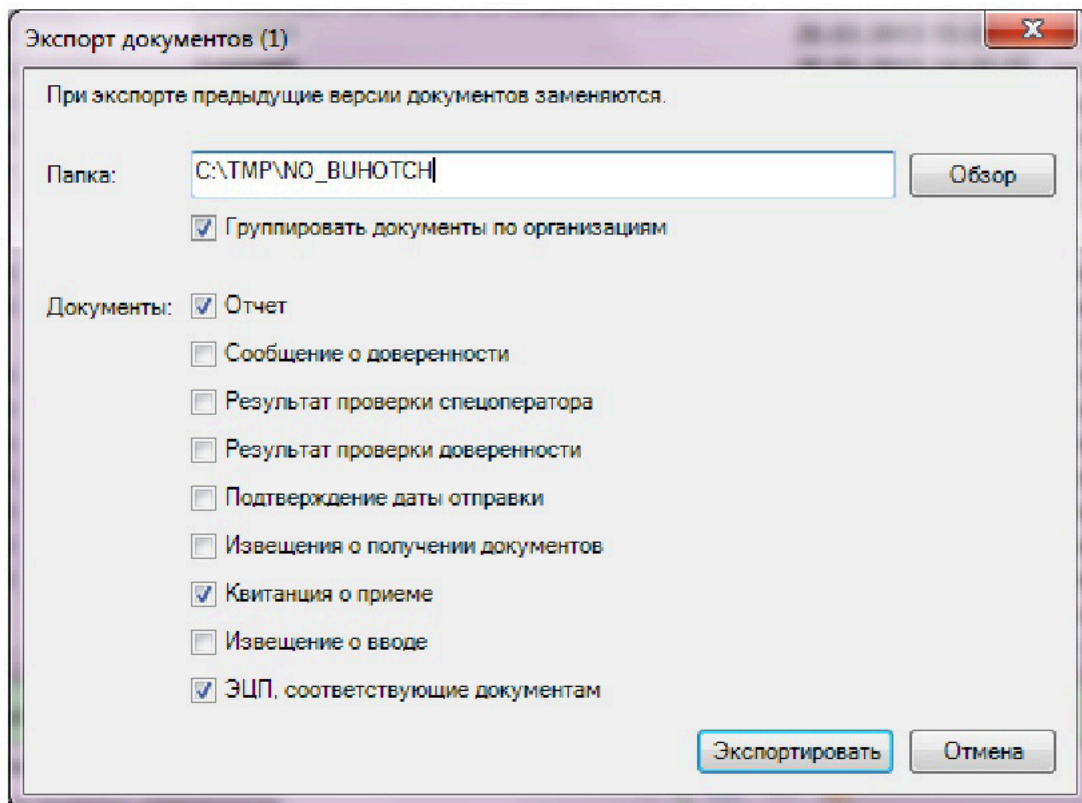 Экспорт документов (1)
При экспорте предыдущие версии документов заменяются.
Папка: C:\TMP\NO_BUHOTCH Обзор
Группировать документы по организациям
Документы: Отчет
Сообщение о доверенности
Результат проверки спецоператора
Результат проверки доверенности
Подтверждение даты отправки
Извещения о получении документов
Квитанция о приеме
Извещение о вводе
ЭЦП, соответствующие документам
Экспортировать Отмена